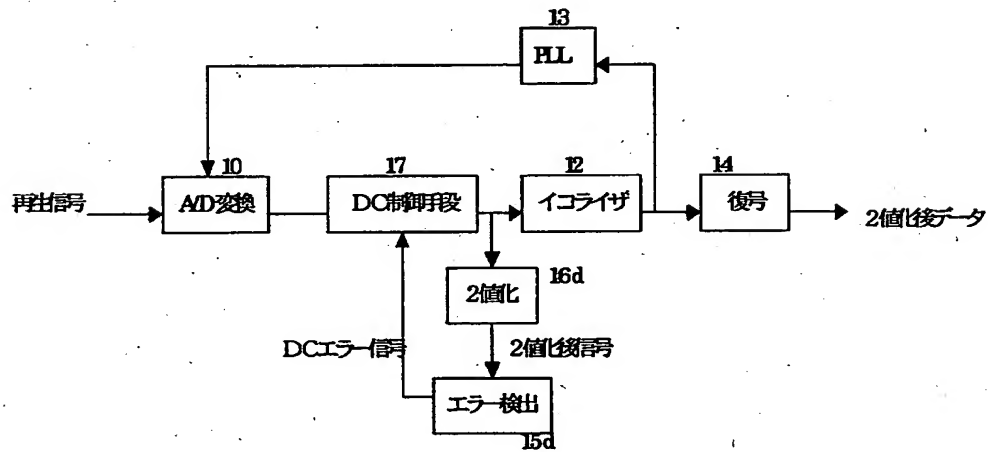 13
PLL
10
17
12
14
再生信号
A/D変換
DC制御手段
イコライザ
復号
2値化後データ
2値化
16d
DCエラー信号
2値化後信号
エラー検出
15d